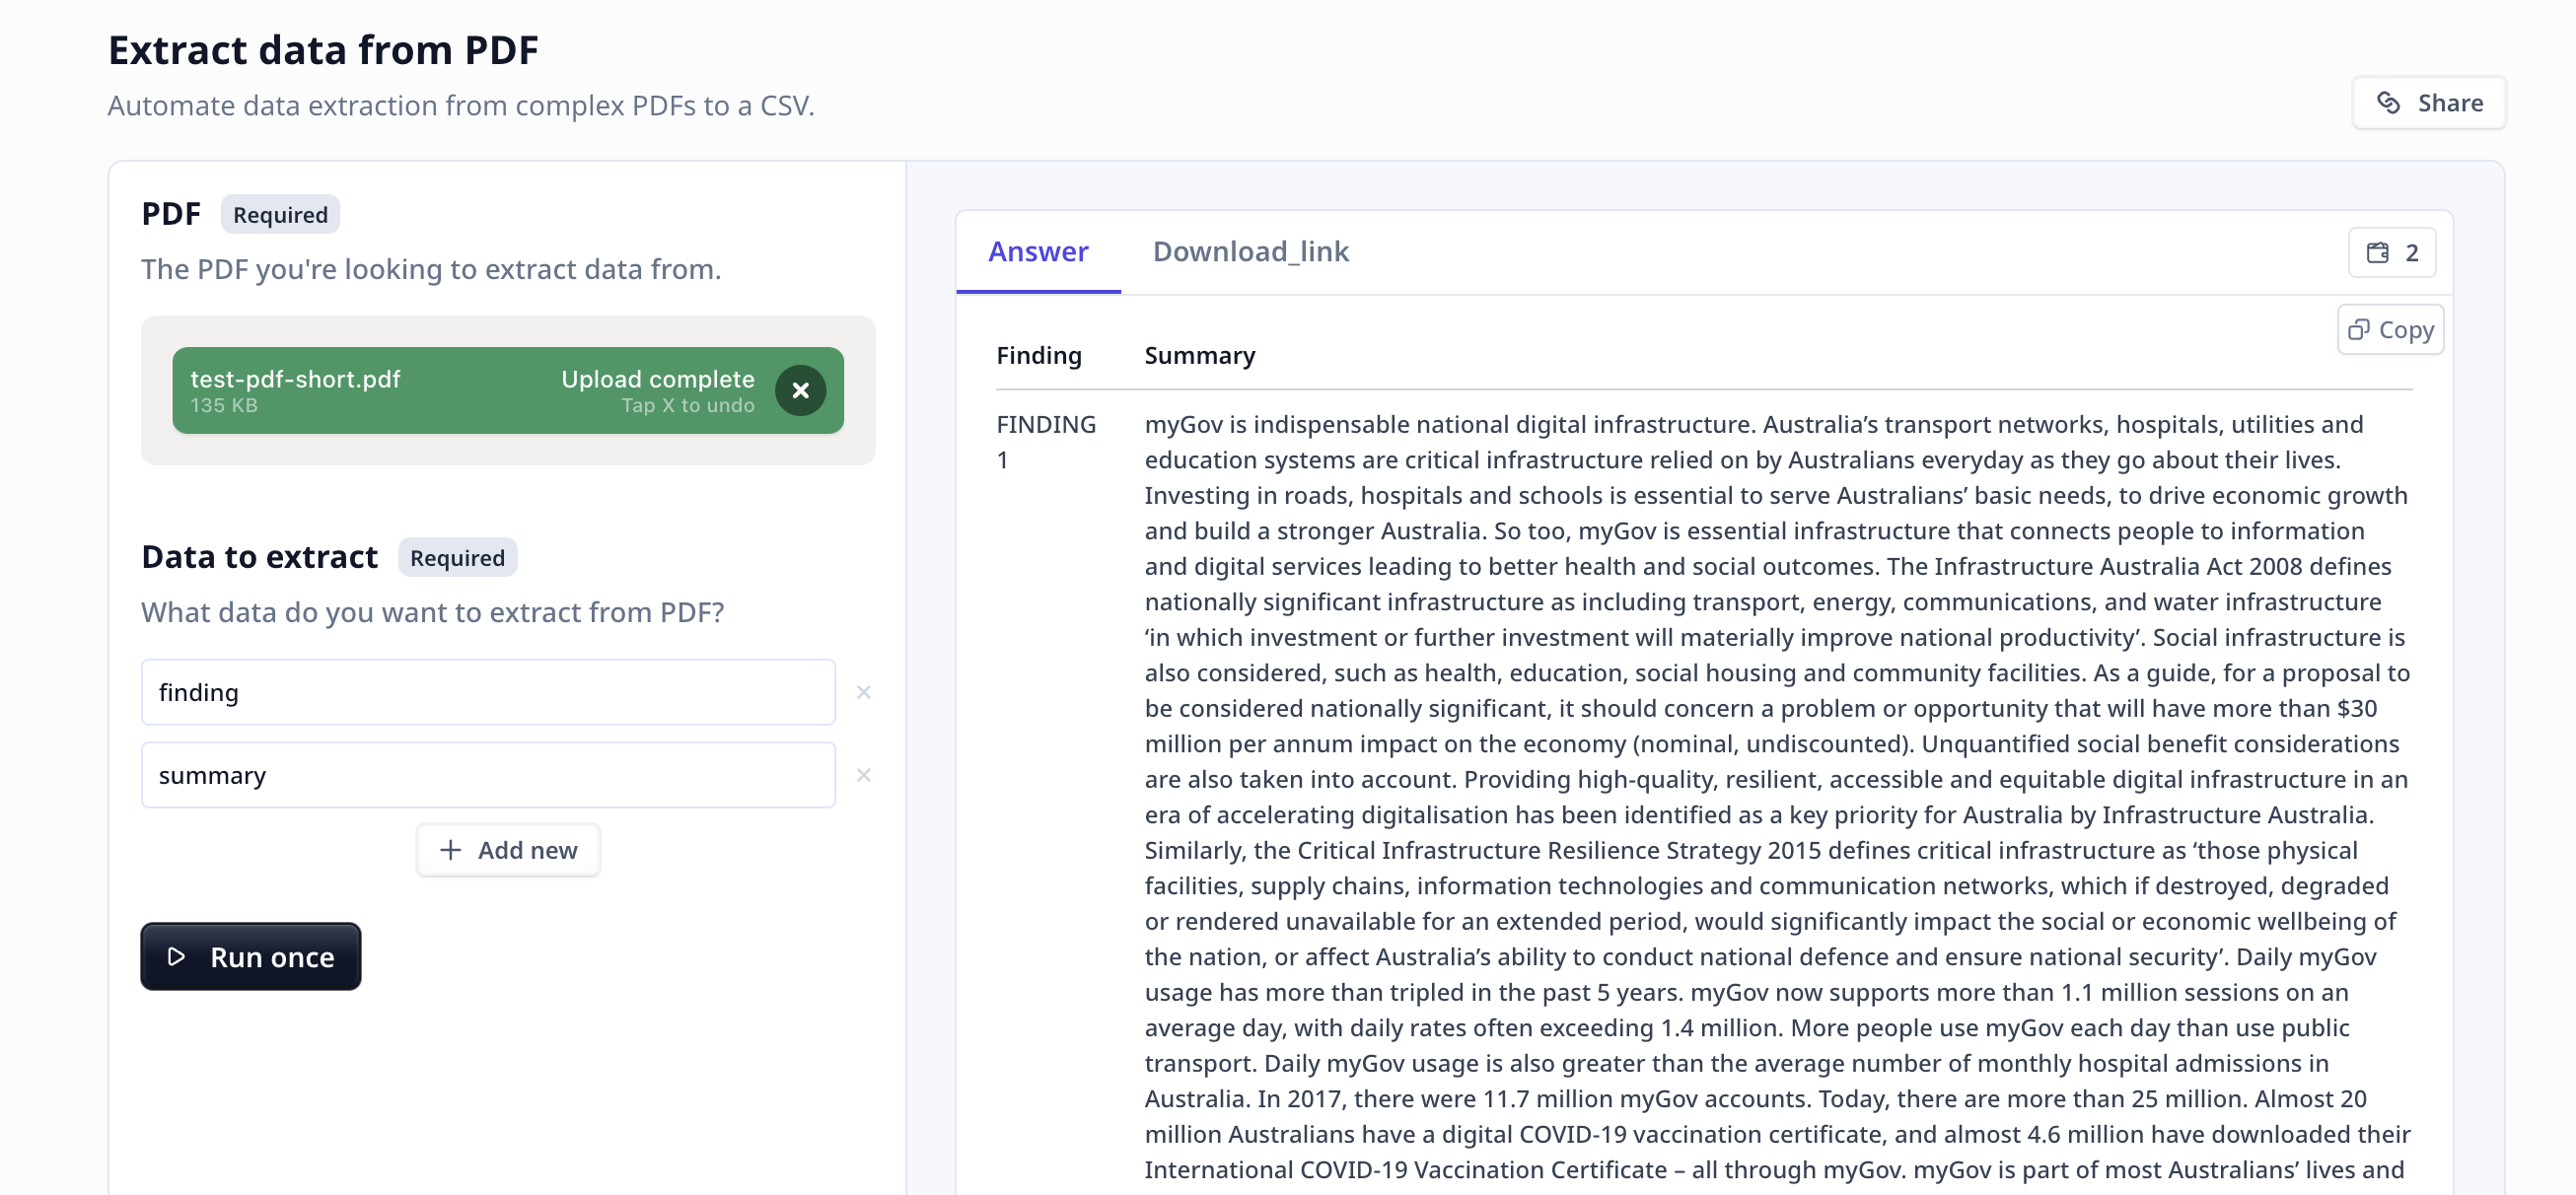 Extract data from PDF
Automate data extraction from complex PDFs to a CSV.
Share
PDF Required
The PDF you're looking to extract data from.
test-pdf-short.pdf
135 KB
Upload complete
Tap X to undo
Data to extract Required
What data do you want to extract from PDF?
finding
summary
Add new
Run once
Answer Download_link 2
Copy
Finding Summary
FINDING
1
myGov is indispensable national digital infrastructure. Australia’s transport networks, hospitals, utilities and
education systems are critical infrastructure relied on by Australians everyday as they go about their lives.
Investing in roads, hospitals and schools is essential to serve Australians’ basic needs, to drive economic growth
and build a stronger Australia. So too, myGov is essential infrastructure that connects people to information
and digital services leading to better health and social outcomes. The Infrastructure Australia Act 2008 defines
nationally significant infrastructure as including transport, energy, communications, and water infrastructure
‘in which investment or further investment will materially improve national productivity’. Social infrastructure is
also considered, such as health, education, social housing and community facilities. As a guide, for a proposal to
be considered nationally significant, it should concern a problem or opportunity that will have more than $30
million per annum impact on the economy (nominal, undiscounted). Unquantified social benefit considerations
are also taken into account. Providing high-quality, resilient, accessible and equitable digital infrastructure in an
era of accelerating digitalisation has been identified as a key priority for Australia by Infrastructure Australia.
Similarly, the Critical Infrastructure Resilience Strategy 2015 defines critical infrastructure as ‘those physical
facilities, supply chains, information technologies and communication networks, which if destroyed, degraded
or rendered unavailable for an extended period, would significantly impact the social or economic wellbeing of
the nation, or affect Australia’s ability to conduct national defence and ensure national security’. Daily myGov
usage has more than tripled in the past 5 years. myGov now supports more than 1.1 million sessions on an
average day, with daily rates often exceeding 1.4 million. More people use myGov each day than use public
transport. Daily myGov usage is also greater than the average number of monthly hospital admissions in
Australia. In 2017, there were 11.7 million myGov accounts. Today, there are more than 25 million. Almost 20
million Australians have a digital COVID-19 vaccination certificate, and almost 4.6 million have downloaded their
International COVID-19 Vaccination Certificate – all through myGov. myGov is part of most Australians’ lives and